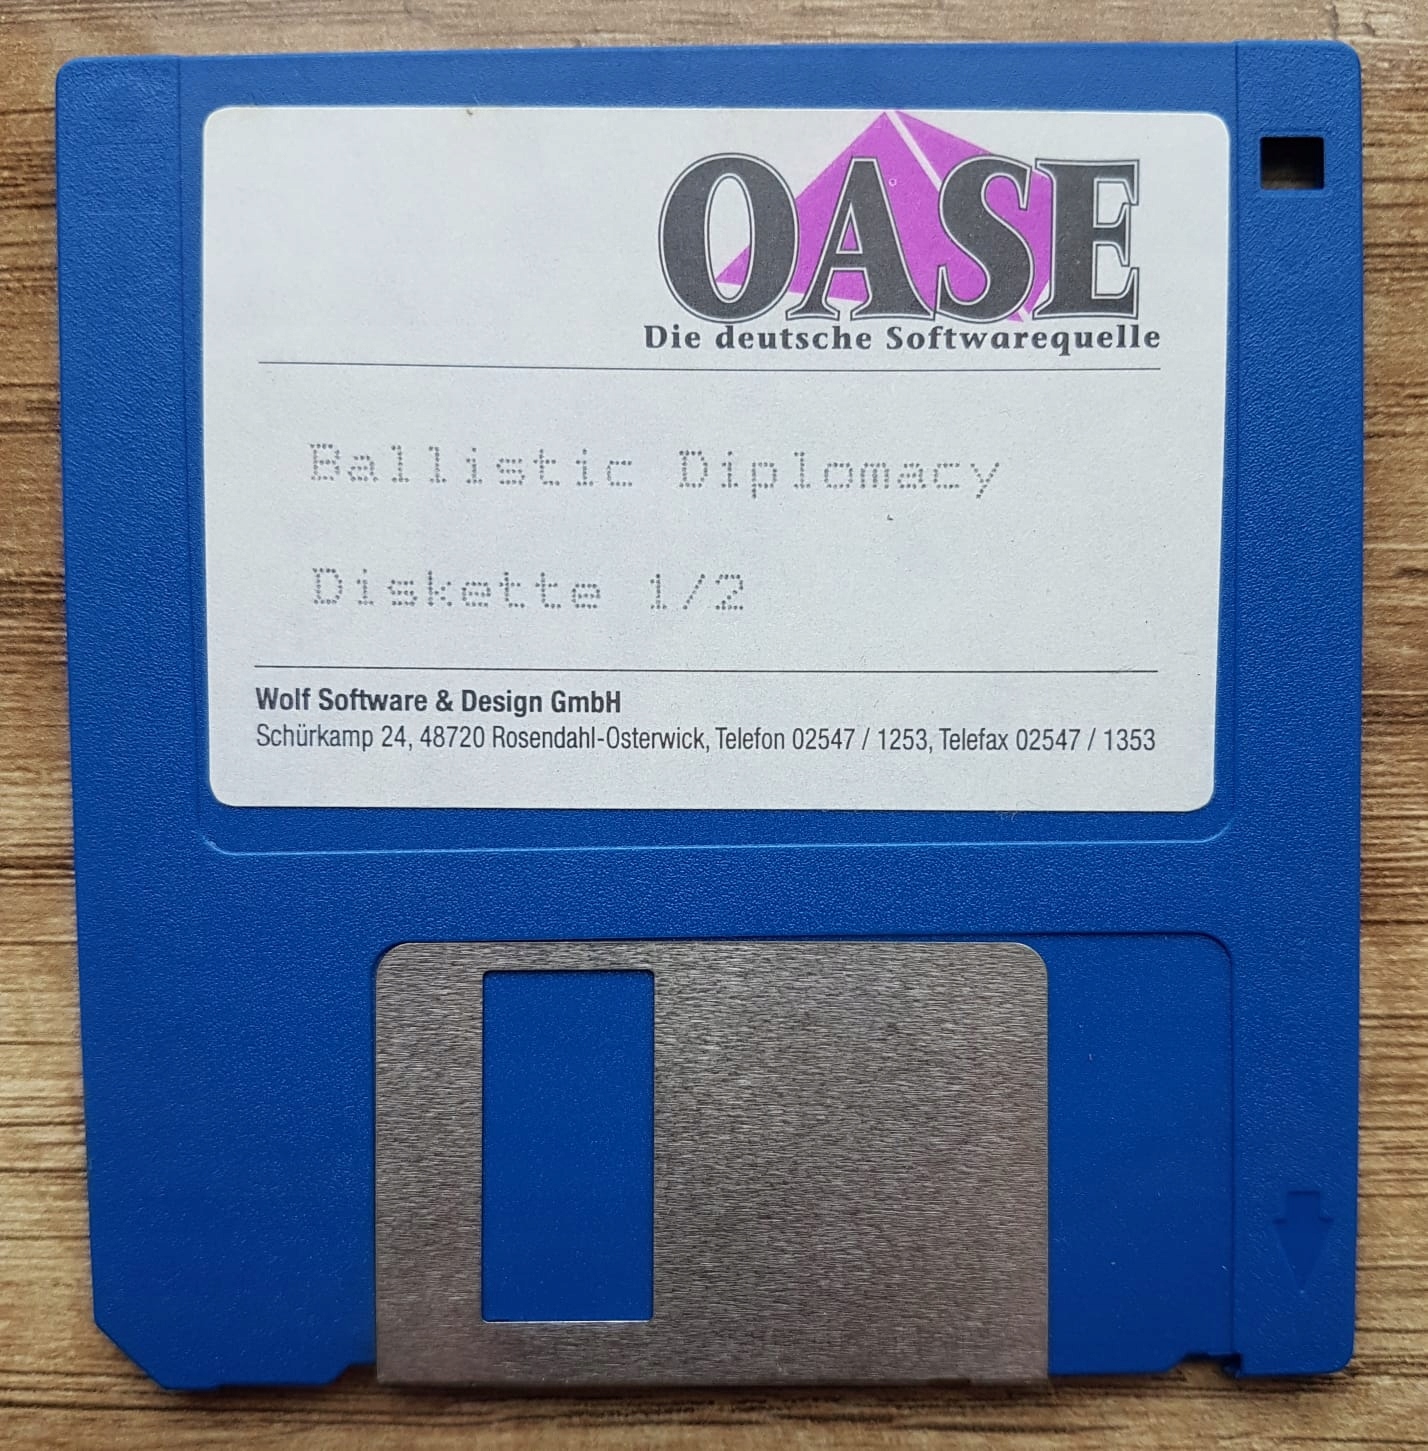 OASE
Die deutsche Softwarequelle
Ballistic Diplomacy
Diskette 1/2
Wolf Software & Design GmbH
Schürkamp 24, 48720 Rosendahl-Osterwick, Telefon 02547 / 1253, Telefax 02547 / 1353